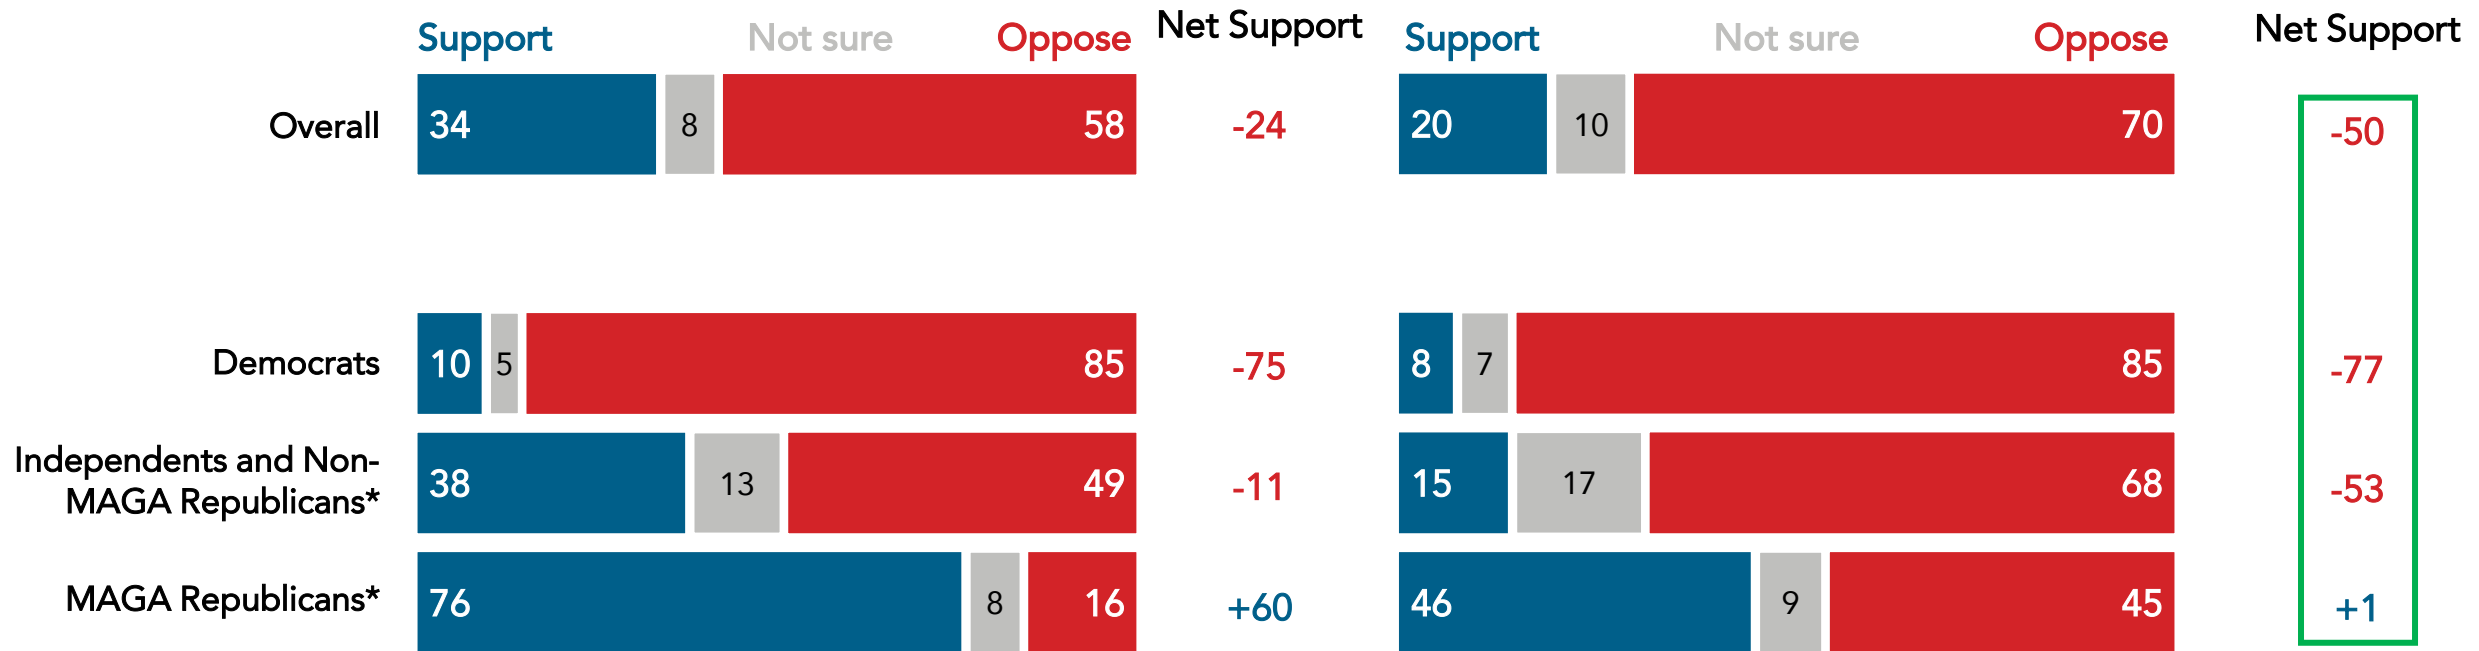 Support Not sure Oppose Net Support Support Not sure Oppose Net Support
Overall 34 8 58 -24 20 10 70 -50
Democrats 10 5 85 -75 8 7 85 -77
Independents and Non-
MAGA Republicans* 38 13 49 -11 15 17 68 -53
MAGA Republicans* 76 8 16 +60 46 9 45 +1